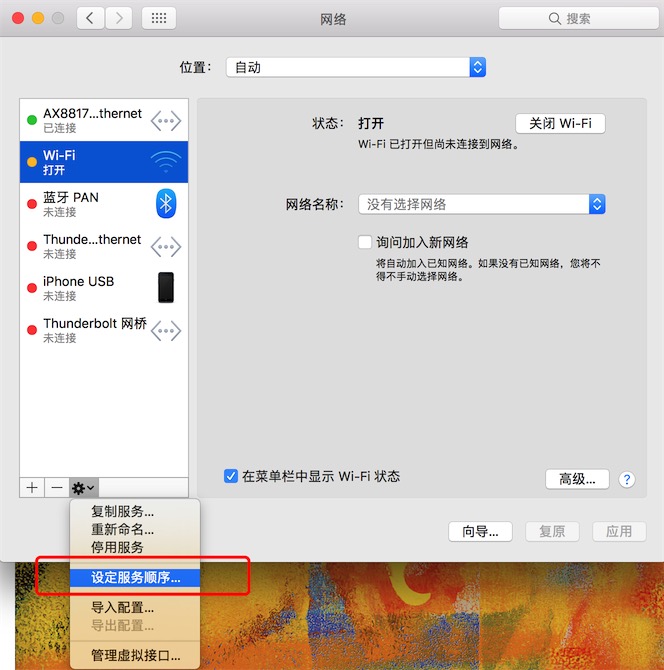 网络
搜索
位置：
自动
AX8817...thernet
已连接
Wi-Fi
打开
蓝牙 PAN
未连接
Thunde...thernet
未连接
iPhone USB
未连接
Thunderbolt 网桥
未连接
状态：
打开
关闭 Wi-Fi
Wi-Fi 已打开但尚未连接到网络。
网络名称：
没有选择网络
询问加入新网络
将自动加入已知网络。如果没有已知网络，您将不
得不手动选择网络。
在菜单栏中显示 Wi-Fi 状态
高级...
?
向导...
复原
应用
复制服务...
重新命名...
停用服务
设定服务顺序...
导入配置...
导出配置...
管理虚拟接口...